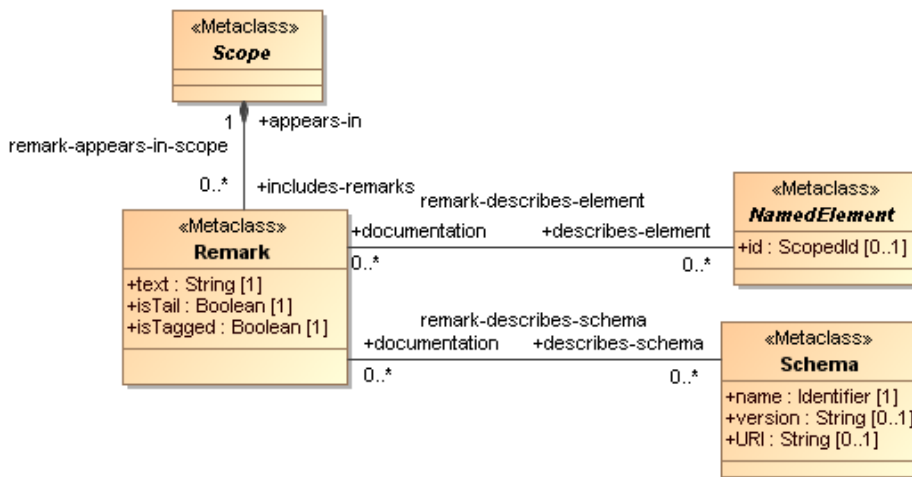 «Metaclass»
Scope
1
+appears-in
remark-appears-in-scope
0..*
+includes-remarks
«Metaclass»
Remark
+text : String [1]
+isTail : Boolean [1]
+isTagged : Boolean [1]
remark-describes-element
+documentation
+describes-element
0..*
0..*
«Metaclass»
NamedElement
+id : ScopedId [0..1]
remark-describes-schema
+documentation
+describes-schema
0..*
0..*
«Metaclass»
Schema
+name : Identifier [1]
+version : String [0..1]
+URI : String [0..1]